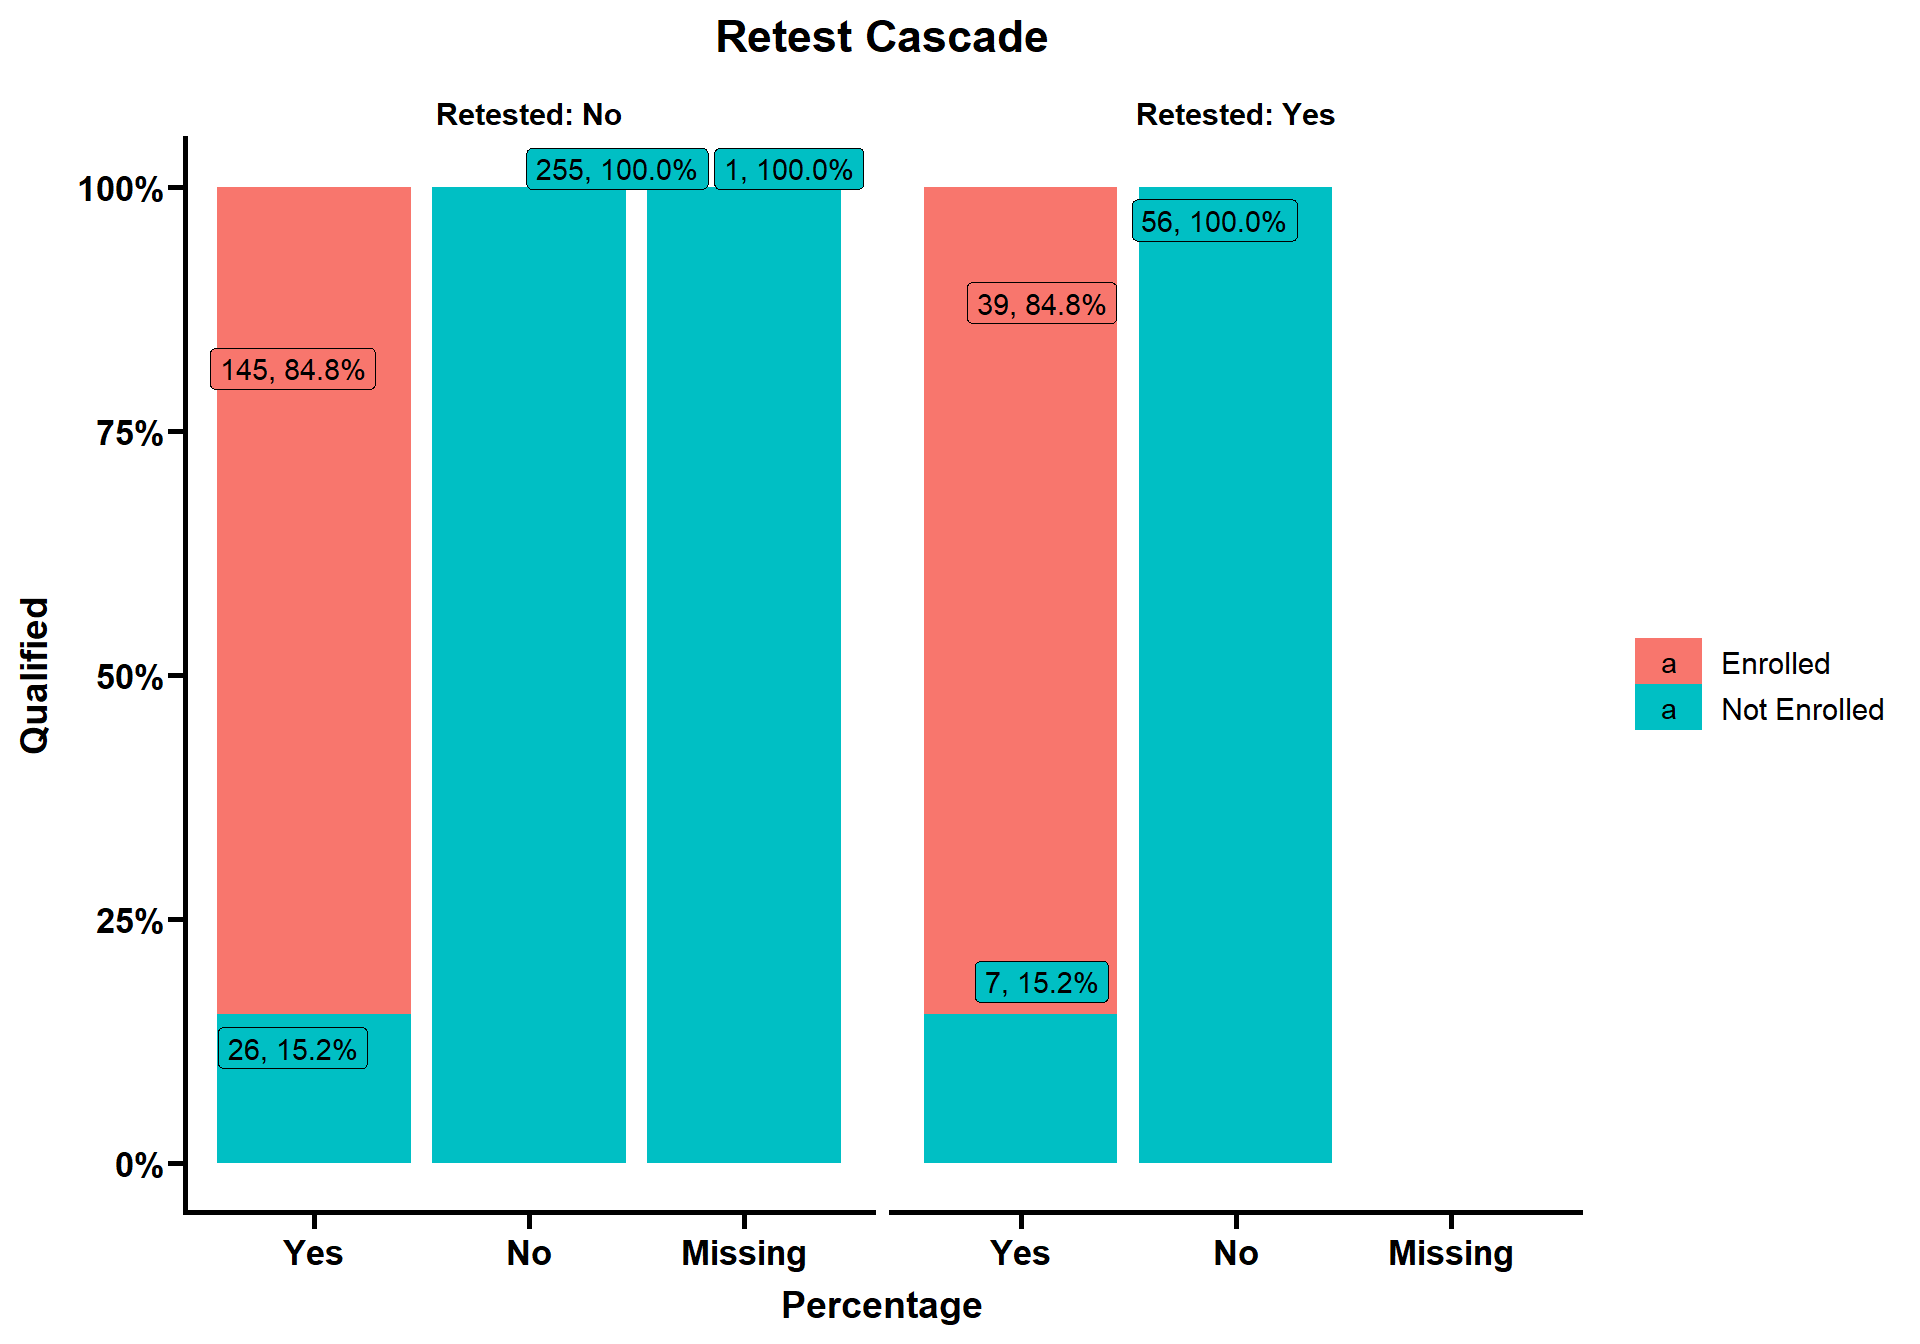 Retest Cascade
Retested: No
Retested: Yes
255, 100.0%
1, 100.0%
100%
56, 100.0%
39, 84.8%
145, 84.8%
75%
Qualified
50%
a Enrolled
a Not Enrolled
25%
7, 15.2%
26, 15.2%
0%
Yes No Missing
Yes No Missing
Percentage